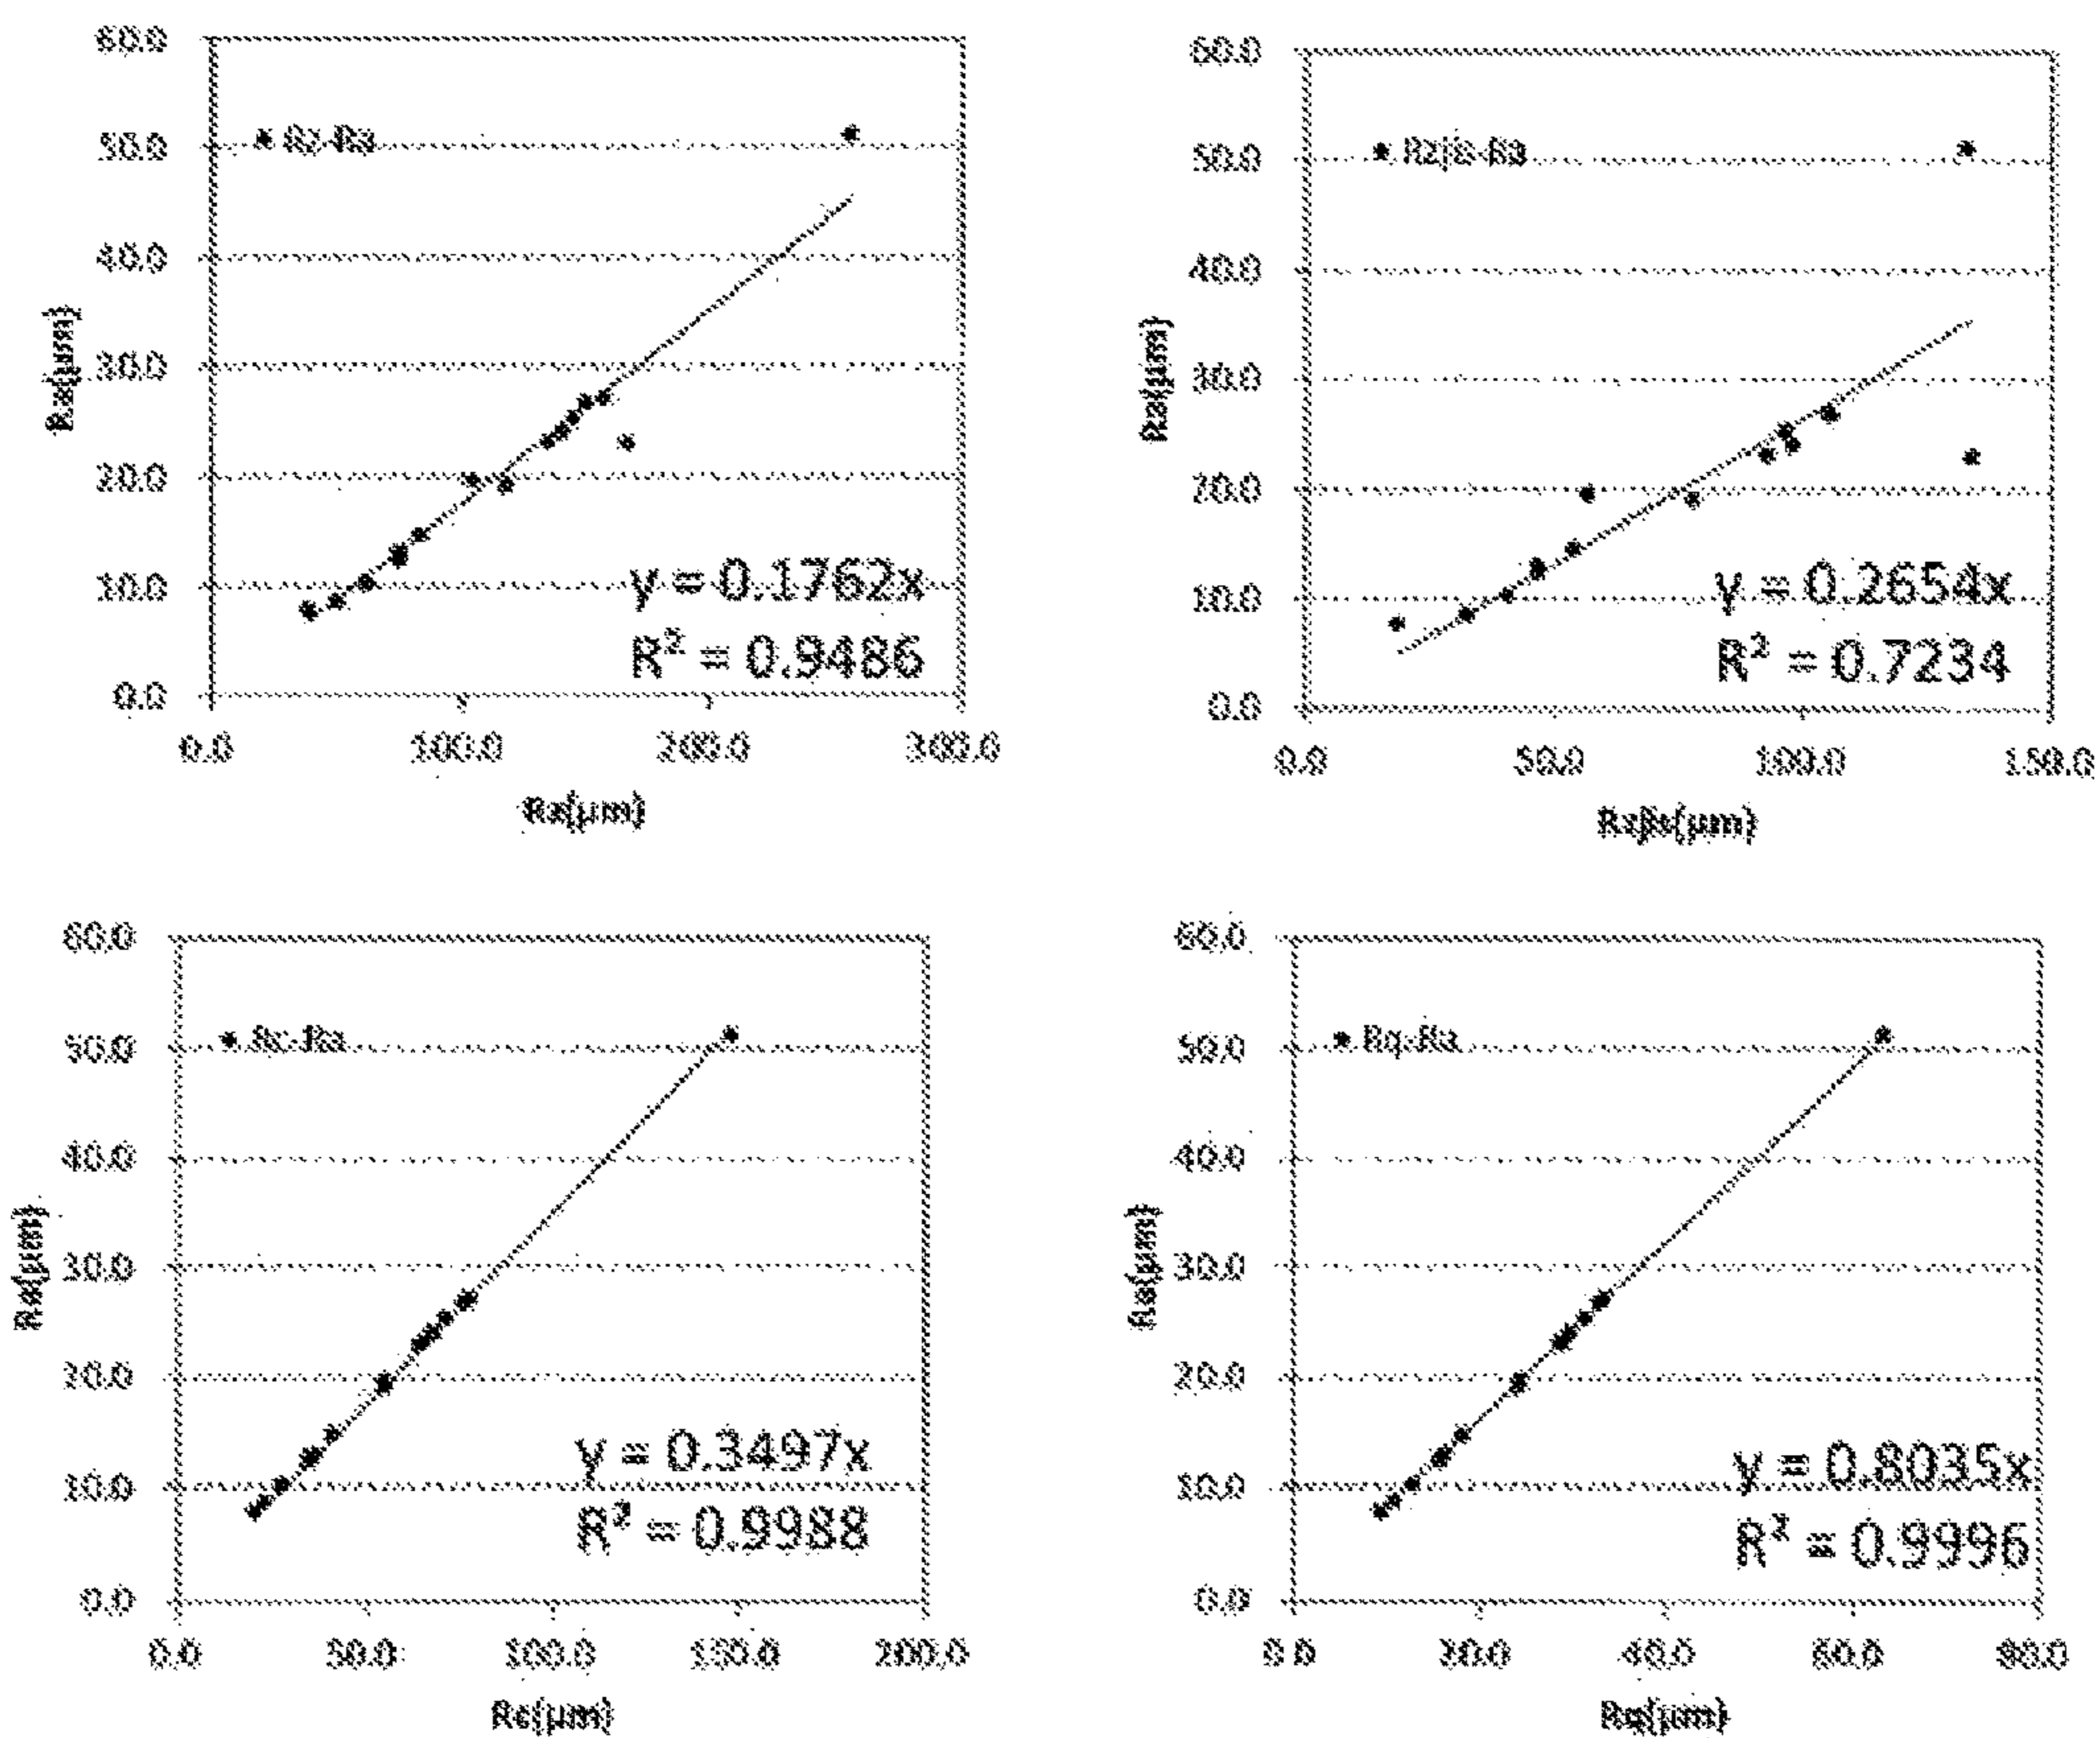 60.0
50.0
40.0
30.0
20.0
10.0
0.0
Rz-Ra
y = 0.1762x
R² = 0.9486
0.0 100.0 200.0 300.0
Ra(μm)
Rz(μm)
60.0
50.0
40.0
30.0
20.0
10.0
0.0
Rzjis-Ra
y = 0.2654x
R² = 0.7234
0.0 50.0 100.0 150.0
Ra(μm)
Rzjis(μm)
60.0
50.0
40.0
30.0
20.0
10.0
0.0
Rc-Ra
y = 0.3497x
R² = 0.9988
0.0 50.0 100.0 150.0 200.0
Ra(μm)
Rc(μm)
60.0
50.0
40.0
30.0
20.0
10.0
0.0
Rq-Ra
y = 0.8035x
R² = 0.9996
0.0 20.0 40.0 60.0 80.0
Ra(μm)
Rq(μm)